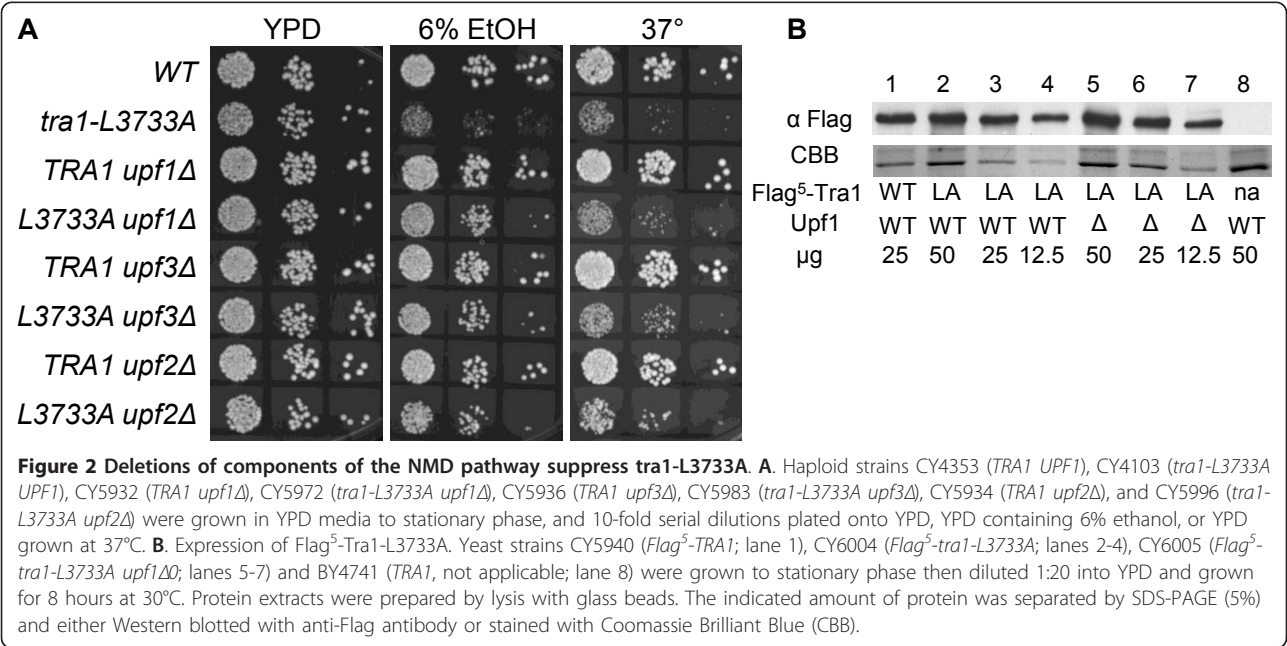 A
B
YPD 6% EtOH 37°
WT
tra1-L3733A
TRA1 upf1Δ
L3733A upf1Δ
TRA1 upf3Δ
L3733A upf3Δ
TRA1 upf2Δ
L3733A upf2Δ
1 2 3 4 5 6 7 8
α Flag
CBB
Flag⁵-Tra1 WT LA LA LA LA LA LA na
Upf1 WT WT WT WT Δ Δ Δ WT
µg 25 50 25 12.5 50 25 12.5 50
Figure 2 Deletions of components of the NMD pathway suppress tra1-L3733A. A. Haploid strains CY4353 (TRA1 UPF1), CY4103 (tra1-L3733A
UPF1), CY5932 (TRA1 upf1Δ), CY5972 (tra1-L3733A upf1Δ), CY5936 (TRA1 upf3Δ), CY5983 (tra1-L3733A upf3Δ), CY5934 (TRA1 upf2Δ), and CY5996 (tra1-
L3733A upf2Δ) were grown in YPD media to stationary phase, and 10-fold serial dilutions plated onto YPD, YPD containing 6% ethanol, or YPD
grown at 37°C. B. Expression of Flag⁵-Tra1-L3733A. Yeast strains CY5940 (Flag⁵-TRA1; lane 1), CY6004 (Flag⁵-tra1-L3733A; lanes 2-4), CY6005 (Flag⁵-
tra1-L3733A upf1Δ0; lanes 5-7) and BY4741 (TRA1, not applicable; lane 8) were grown to stationary phase then diluted 1:20 into YPD and grown
for 8 hours at 30°C. Protein extracts were prepared by lysis with glass beads. The indicated amount of protein was separated by SDS-PAGE (5%)
and either Western blotted with anti-Flag antibody or stained with Coomassie Brilliant Blue (CBB).